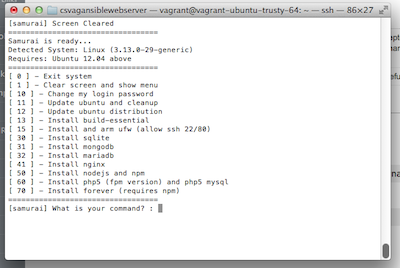 csvagansiblewebserver — vagrant@vagrant-ubuntu-trusty-64: ~ — ssh — 86×27
[samurai] Screen Cleared
===================================
Samurai is ready...
Detected System: Linux (3.13.0-29-generic)
Requires: Ubuntu 12.04 above
===================================
[ 0 ] - Exit system
[ 1 ] - Clear screen and show menu
[ 10 ] - Change my login password
[ 11 ] - Update ubuntu and cleanup
[ 12 ] - Update ubuntu distribution
[ 13 ] - Install build-essential
[ 15 ] - Install and arm ufw (allow ssh 22/80)
[ 30 ] - Install sqlite
[ 31 ] - Install mongodb
[ 32 ] - Install mariadb
[ 41 ] - Install nginx
[ 50 ] - Install nodejs and npm
[ 60 ] - Install php5 (fpm version) and php5 mysql
[ 70 ] - Install forever (requires npm)
===================================
[samurai] What is your command? :